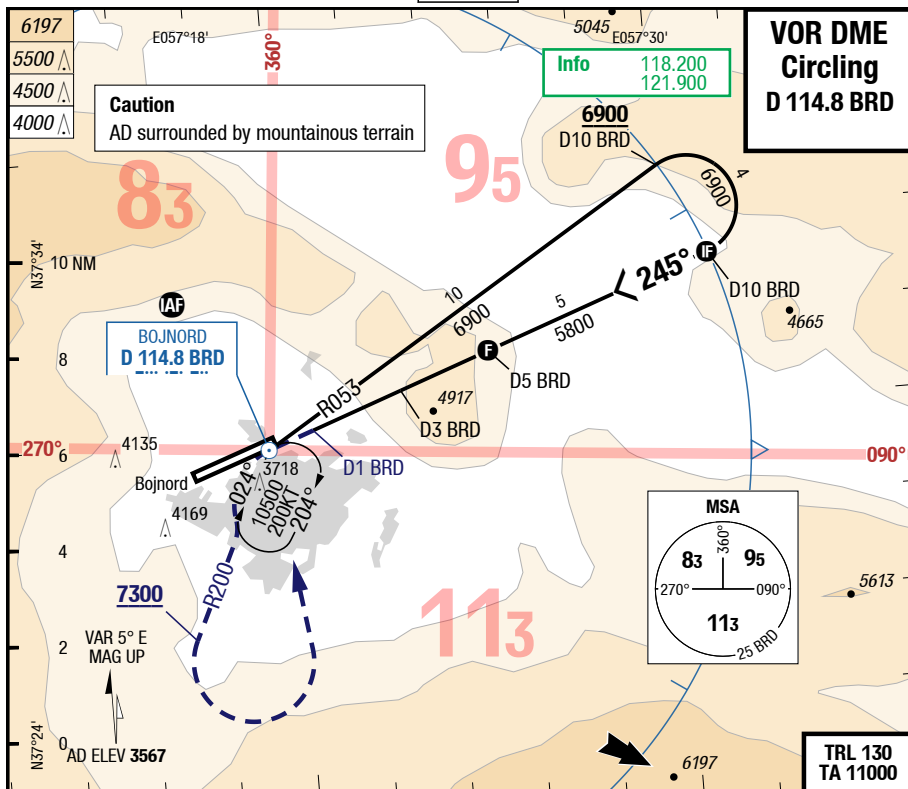 6197
5500
4500
4000
E057°18'
360°
5045
E057°30'
Info 118.200
121.900
VOR DME
Circling
D 114.8 BRD
Caution
AD surrounded by mountainous terrain
6900
D10 BRD
83
95
4
6900
N37°34'
10 NM
IAF
IF
245°
D10 BRD
10
6900
5
5800
4665
BOJNORD
D 114.8 BRD
8
F
D5 BRD
R053
4917
D3 BRD
270°
4135
6
3718
D1 BRD
090°
Bojnord
024°
10500
200KT
204°
4169
4
MSA
360°
83 95
270° 090°
113
25 BRD
5613
7300
R200
113
VAR 5° E
MAG UP
2
N37°24'
0
AD ELEV 3567
6197
TRL 130
TA 11000